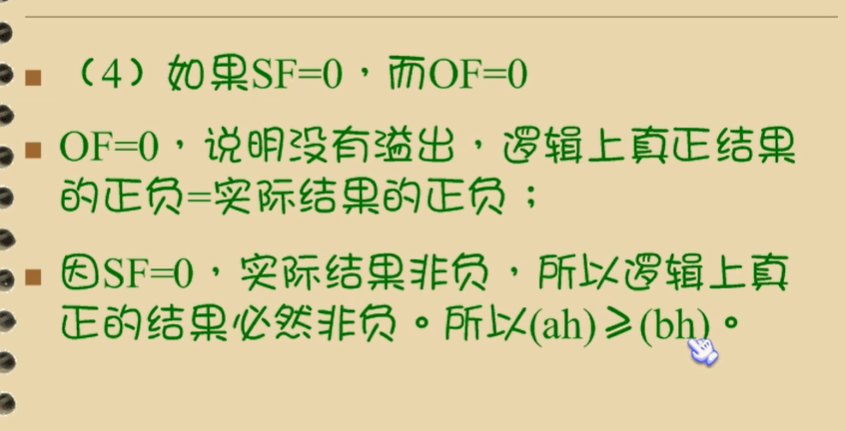 （4）如果SF=0，而OF=0
OF=0，说明没有溢出，逻辑上真正结果
的正负=实际结果的正负；
因SF=0，实际结果非负，所以逻辑上真
正的结果必然非负。所以(ah)≥(bh)。